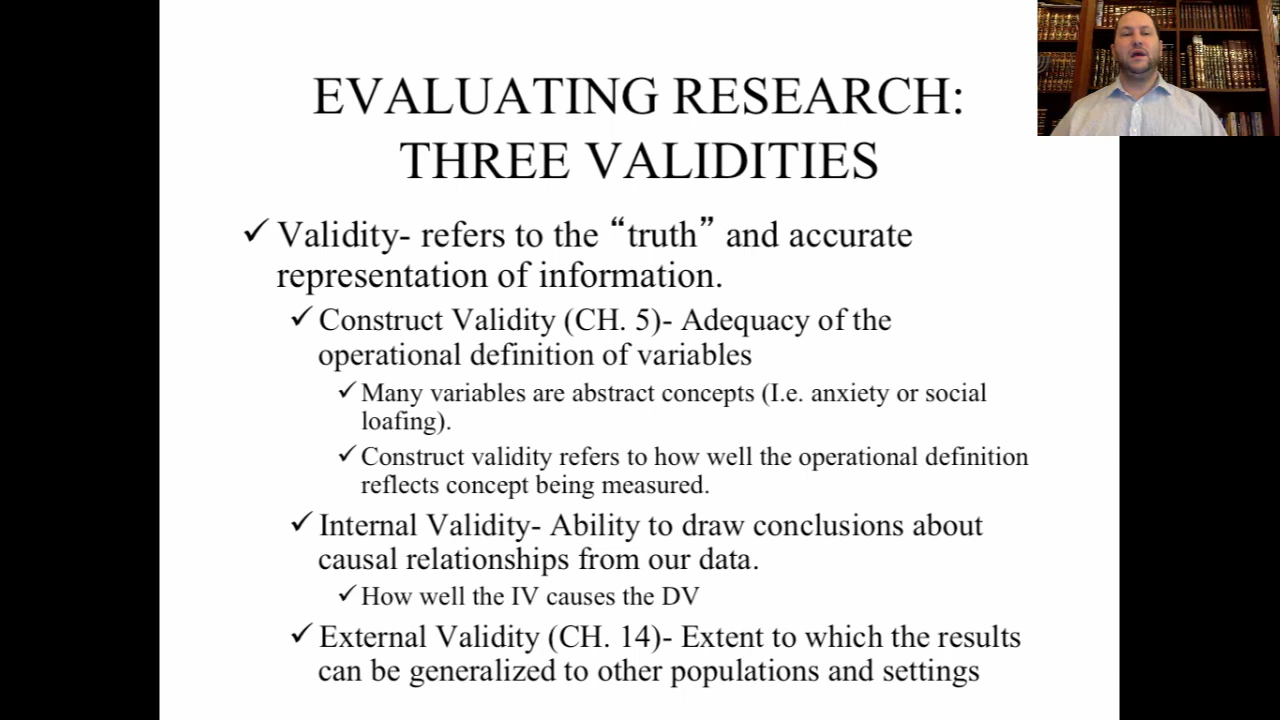 EVALUATING RESEARCH:
THREE VALIDITIES
✓ Validity- refers to the “truth” and accurate
representation of information.
✓ Construct Validity (CH. 5)- Adequacy of the
operational definition of variables
✓ Many variables are abstract concepts (I.e. anxiety or social
loafing).
✓ Construct validity refers to how well the operational definition
reflects concept being measured.
✓ Internal Validity- Ability to draw conclusions about
causal relationships from our data.
✓ How well the IV causes the DV
✓ External Validity (CH. 14)- Extent to which the results
can be generalized to other populations and settings